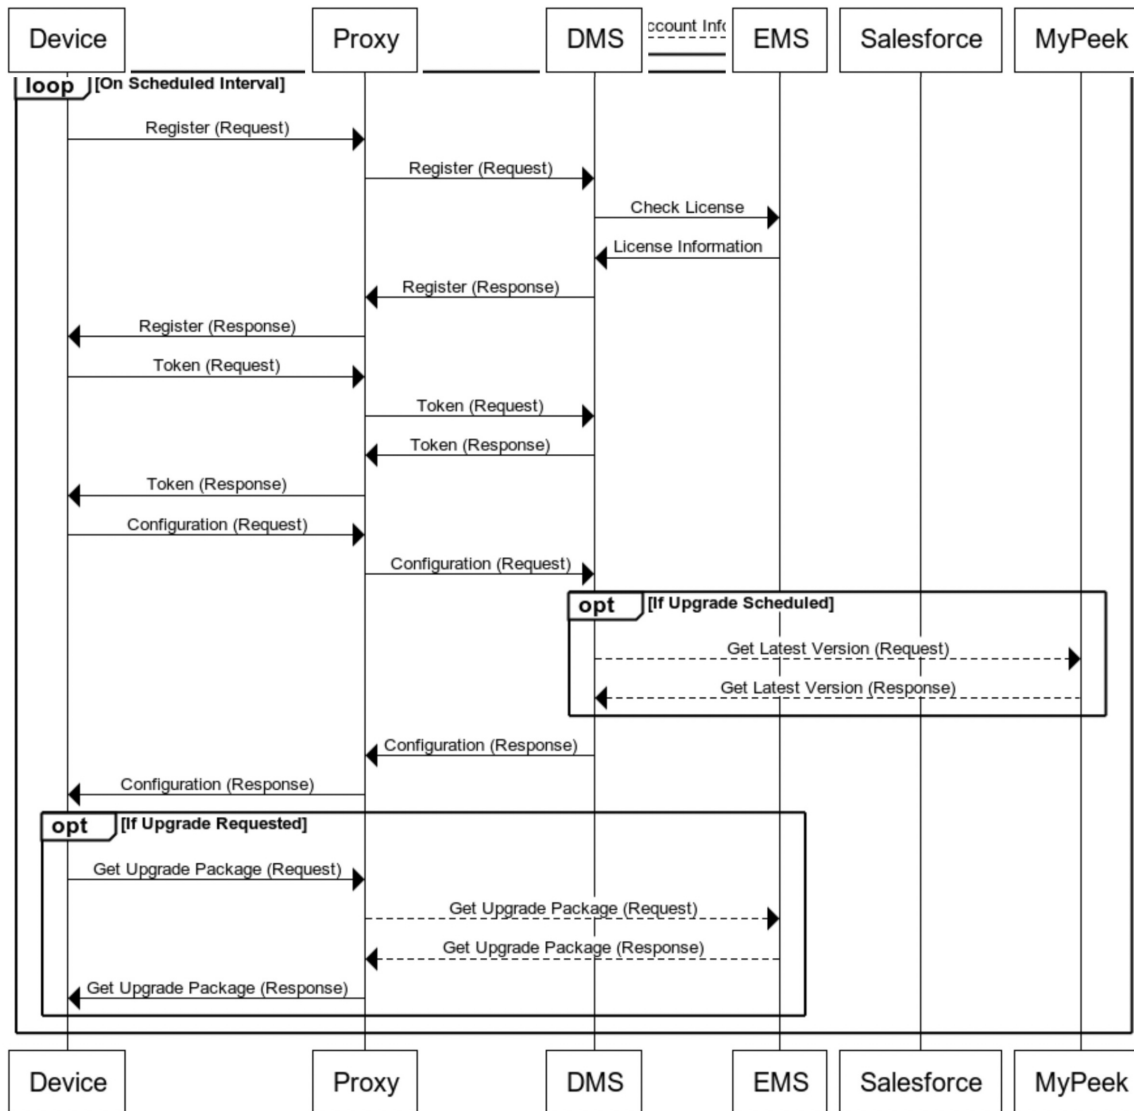 Device
Proxy
DMS
EMS
Salesforce
MyPeek
loop [On Scheduled Interval]
Register (Request)
Register (Request)
Check License
License Information
Register (Response)
Register (Response)
Token (Request)
Token (Request)
Token (Response)
Token (Response)
Configuration (Request)
Configuration (Request)
opt [If Upgrade Scheduled]
Get Latest Version (Request)
Get Latest Version (Response)
Configuration (Response)
Configuration (Response)
opt [If Upgrade Requested]
Get Upgrade Package (Request)
Get Upgrade Package (Request)
Get Upgrade Package (Response)
Get Upgrade Package (Response)
Device
Proxy
DMS
EMS
Salesforce
MyPeek